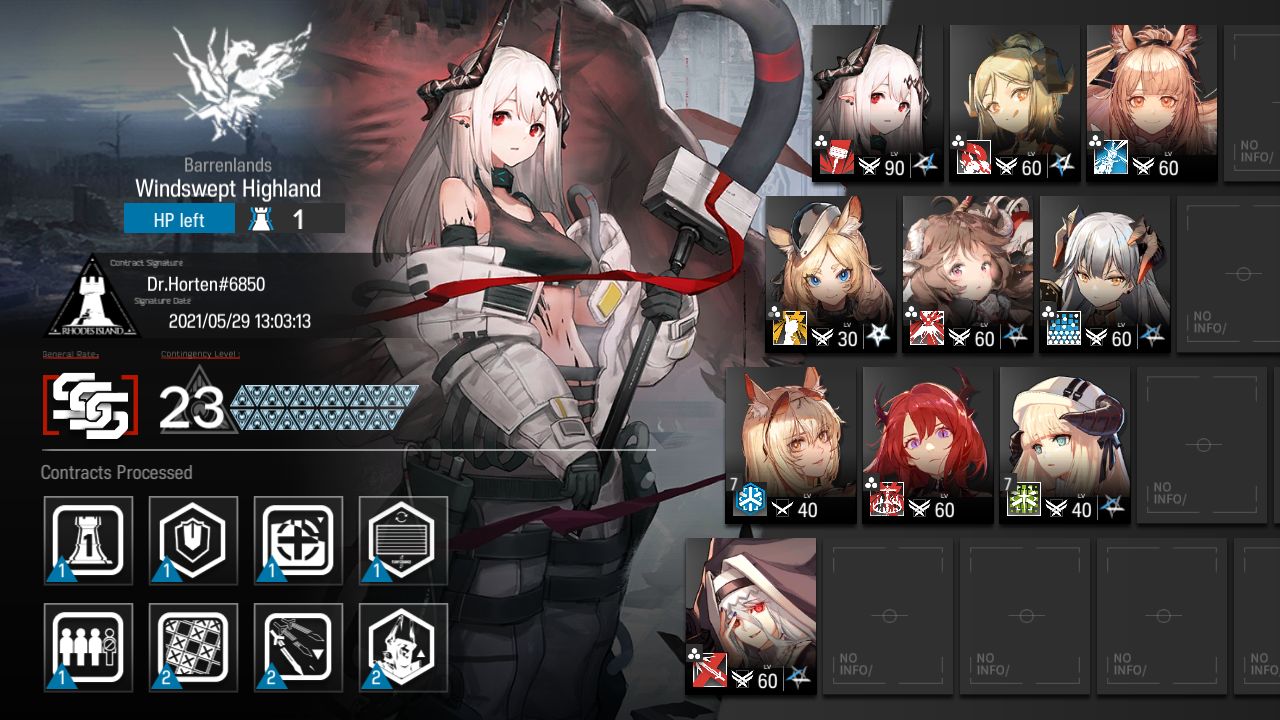 Barrenlands
Windswept Highland
HP left 1
Contract Signature
Dr.Horten#6850
Signature Date
2021/05/29 13:03:13
RHODES ISLAND
General Rate:
Contingency Level:
SSS
23
Contracts Processed
1
1
1
1
1
1
2
2
2
LV
90
LV
60
LV
60
NO
INFO/
LV
30
LV
60
LV
60
NO
INFO/
7
LV
40
LV
60
7
LV
40
NO
INFO/
LV
60
NO
INFO/
NO
INFO/
NO
INFO/
NO
INFO/